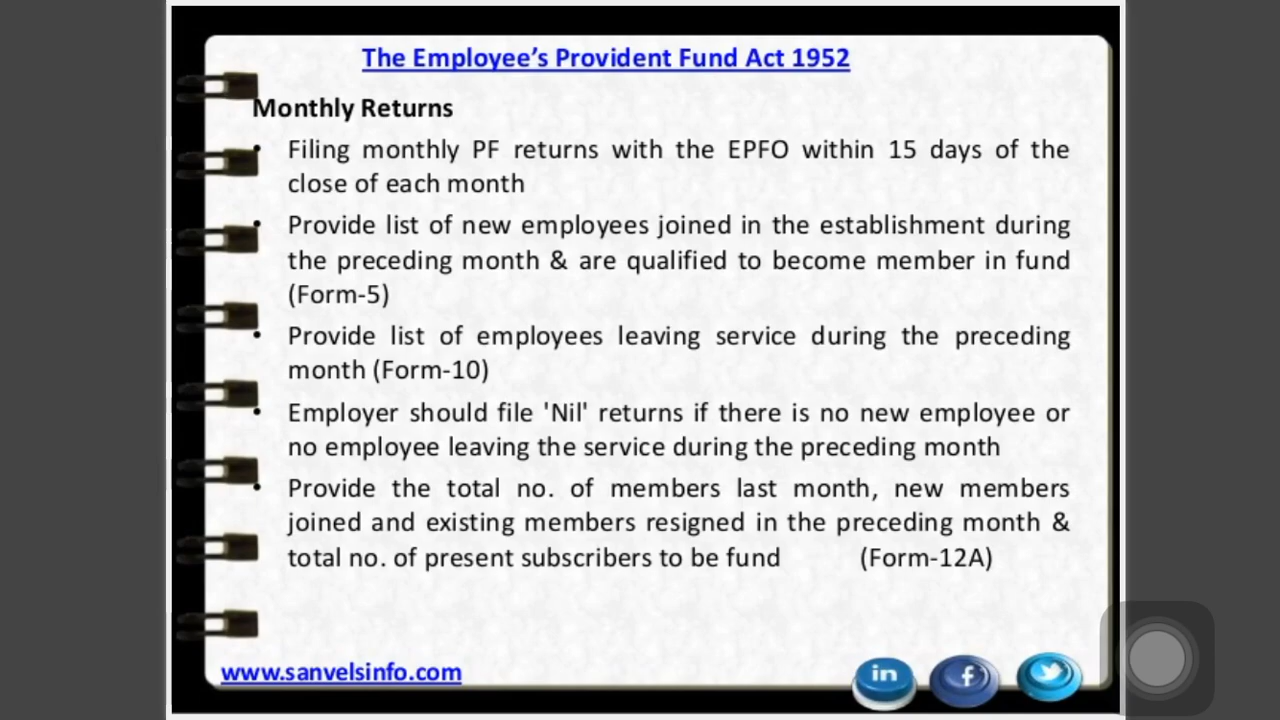 The Employee’s Provident Fund Act 1952
Monthly Returns
• Filing monthly PF returns with the EPFO within 15 days of the
close of each month
• Provide list of new employees joined in the establishment during
the preceding month & are qualified to become member in fund
(Form-5)
• Provide list of employees leaving service during the preceding
month (Form-10)
• Employer should file 'Nil' returns if there is no new employee or
no employee leaving the service during the preceding month
• Provide the total no. of members last month, new members
joined and existing members resigned in the preceding month &
total no. of present subscribers to be fund (Form-12A)
www.sanvelsinfo.com
in f